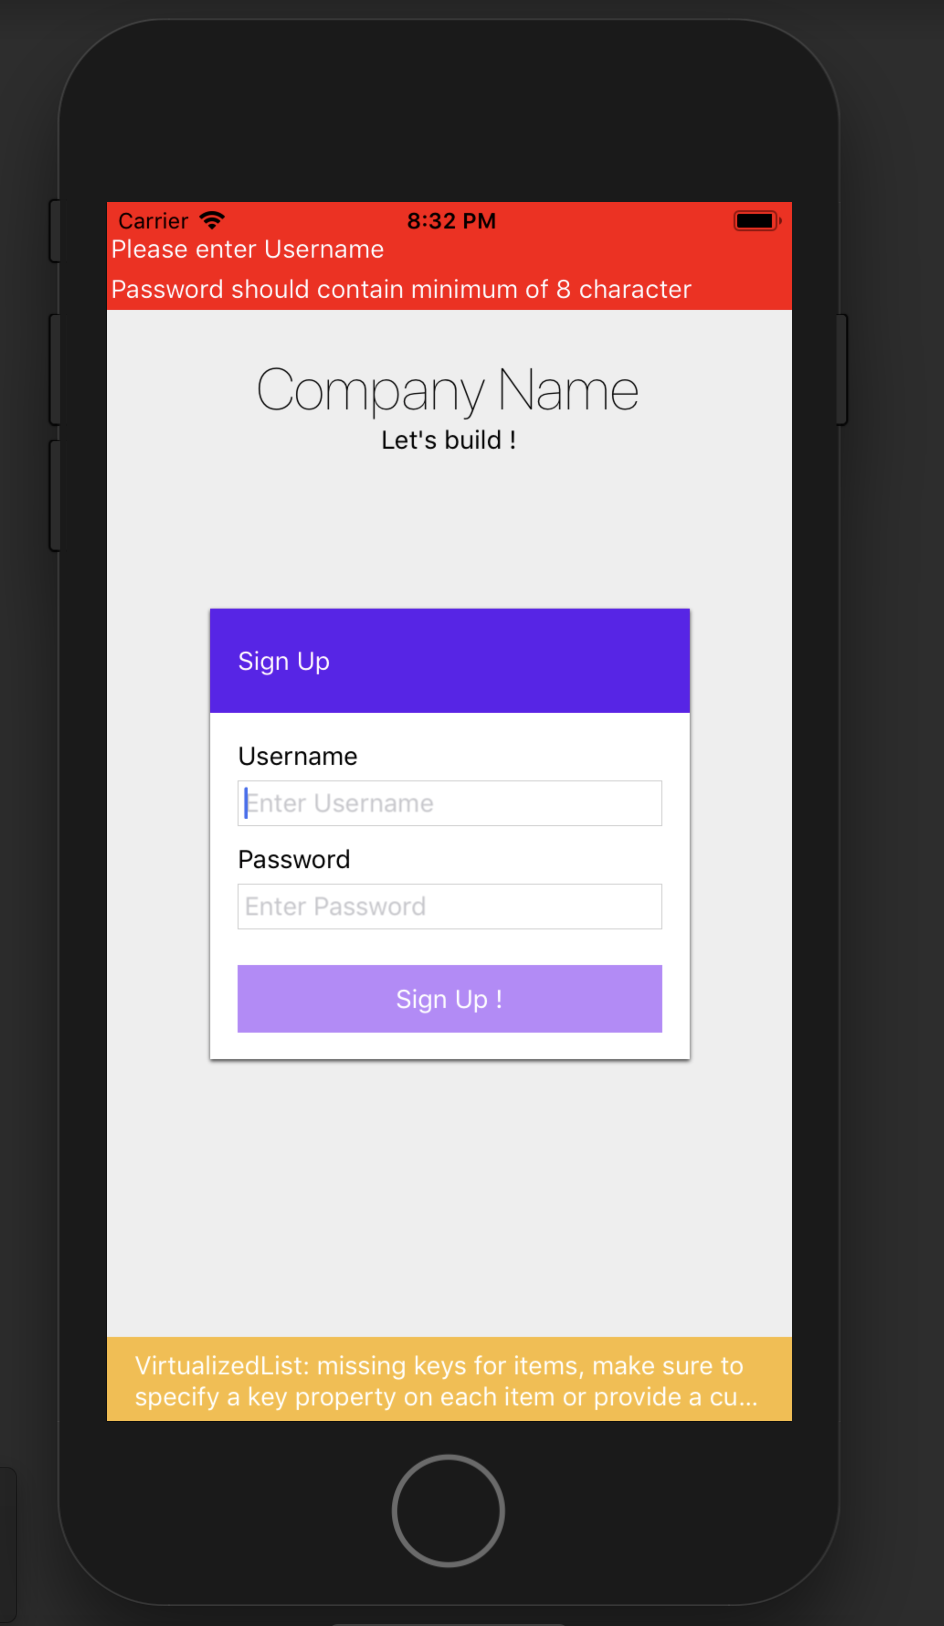 Carrier 8:32 PM
Please enter Username
Password should contain minimum of 8 character
Company Name
Let's build !
Sign Up
Username
Enter Username
Password
Enter Password
Sign Up !
VirtualizedList: missing keys for items, make sure to
specify a key property on each item or provide a cu...